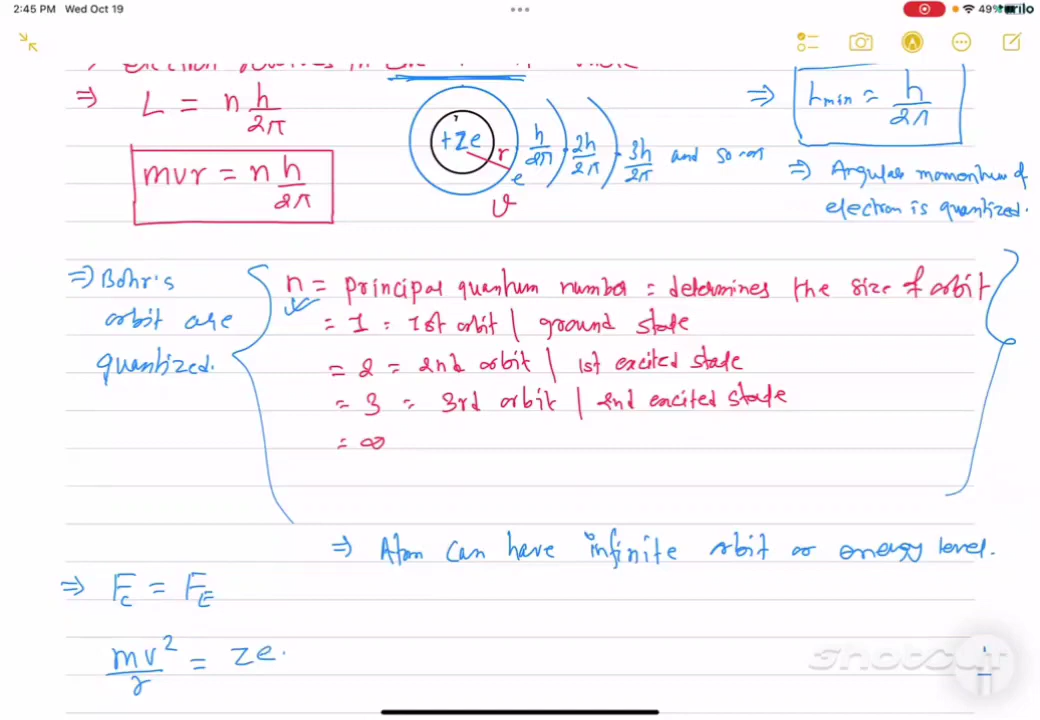 2:45 PM Wed Oct 19
49%
⇒ L = n h/2π
mvr = n h/2π
+Ze
r
e
v
h/2π
2h/2π
3h/2π and so on
⇒ Lmin = h/2π
⇒ Angular momentum of
electron is quantized.
⇒ Bohr's
orbit are
quantized.
n = principal quantum number = determines the size of orbit
= 1 = 1st orbit | ground state
= 2 = 2nd orbit | 1st excited state
= 3 = 3rd orbit | 2nd excited state
= ∞
⇒ Atom can have infinite orbit or energy level.
⇒ Fc = FE
mv²/r = Ze.